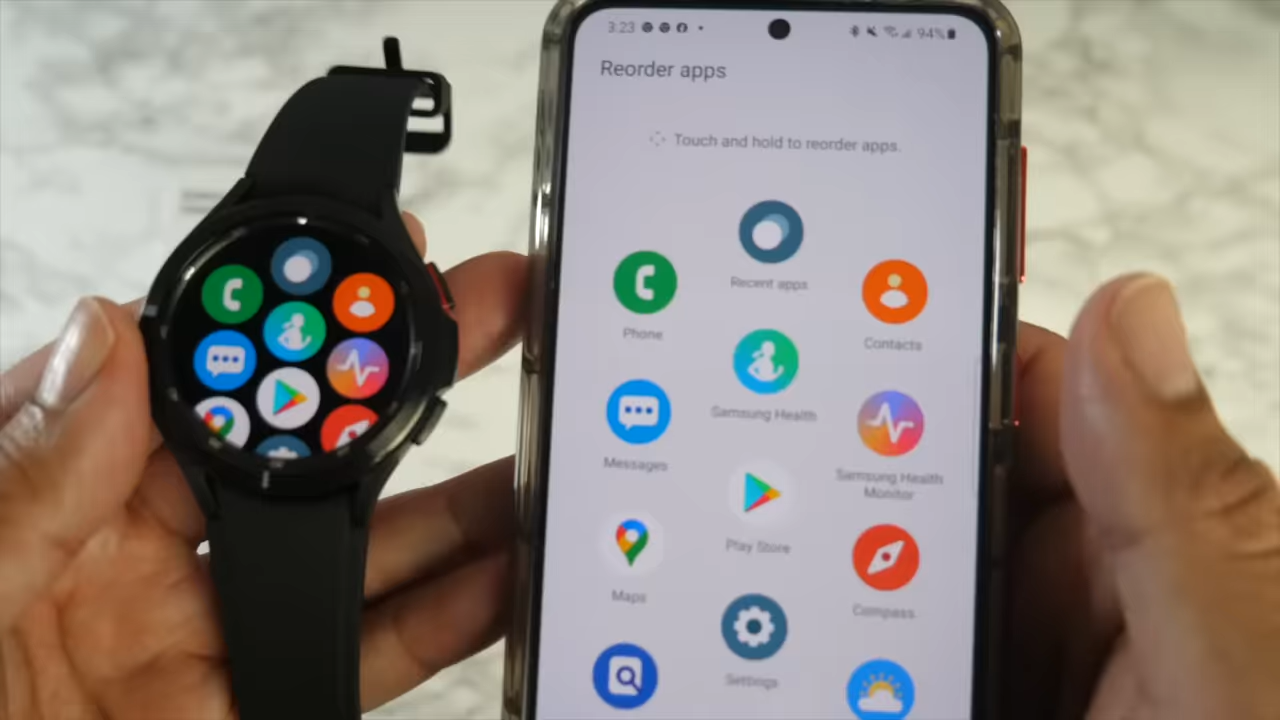 3:23
94%
Reorder apps
Touch and hold to reorder apps.
Recent apps
Phone
Contacts
Samsung Health
Messages
Samsung Health
Monitor
Play Store
Maps
Compass
Settings